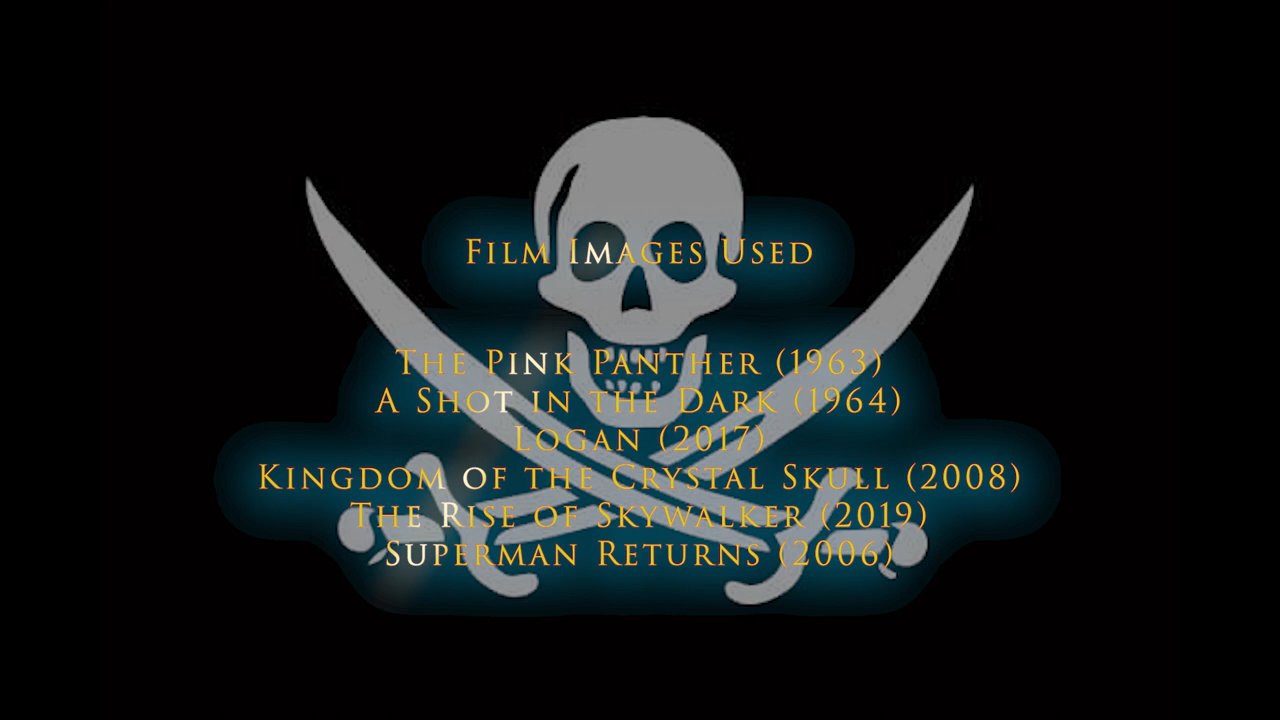 Film Images Used
The Pink Panther (1963)
A Shot in the Dark (1964)
Logan (2017)
Kingdom of the Crystal Skull (2008)
The Rise of Skywalker (2019)
Superman Returns (2006)